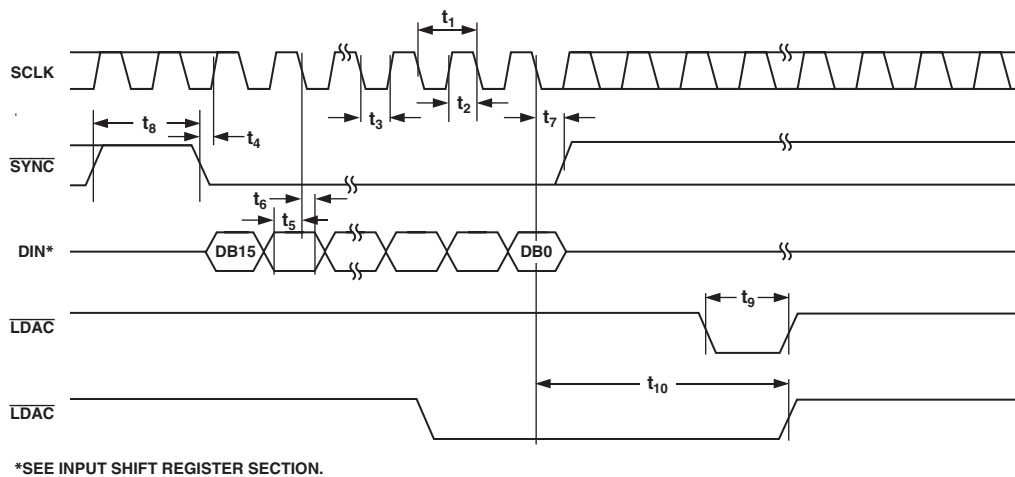 t1
SCLK
t2
t3
t7
t8
t4
SYNC
t6
t5
DIN*
DB15
DB0
t9
LDAC
t10
LDAC
*SEE INPUT SHIFT REGISTER SECTION.